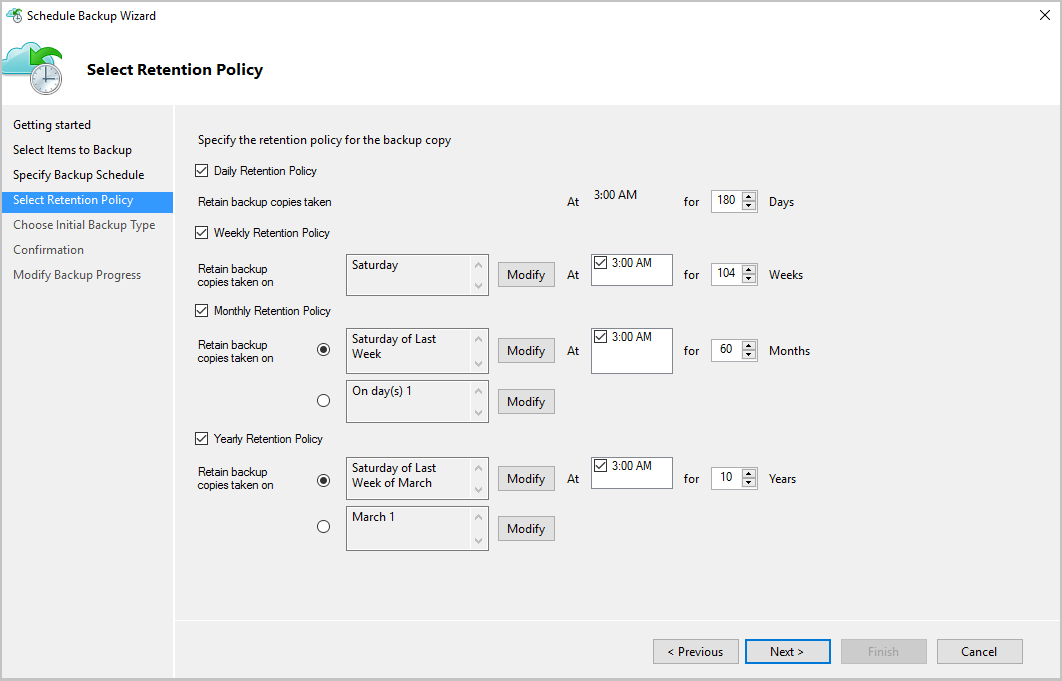 Schedule Backup Wizard
Select Retention Policy
Getting started
Select Items to Backup
Specify Backup Schedule
Select Retention Policy
Choose Initial Backup Type
Confirmation
Modify Backup Progress
Specify the retention policy for the backup copy
Daily Retention Policy
Retain backup copies taken At 3:00 AM for 180 Days
Weekly Retention Policy
Retain backup
copies taken on
Saturday
Modify At 3:00 AM for 104 Weeks
Monthly Retention Policy
Retain backup
copies taken on
Saturday of Last
Week
Modify At 3:00 AM for 60 Months
On day(s) 1
Modify
Yearly Retention Policy
Retain backup
copies taken on
Saturday of Last
Week of March
Modify At 3:00 AM for 10 Years
March 1
Modify
< Previous Next > Finish Cancel